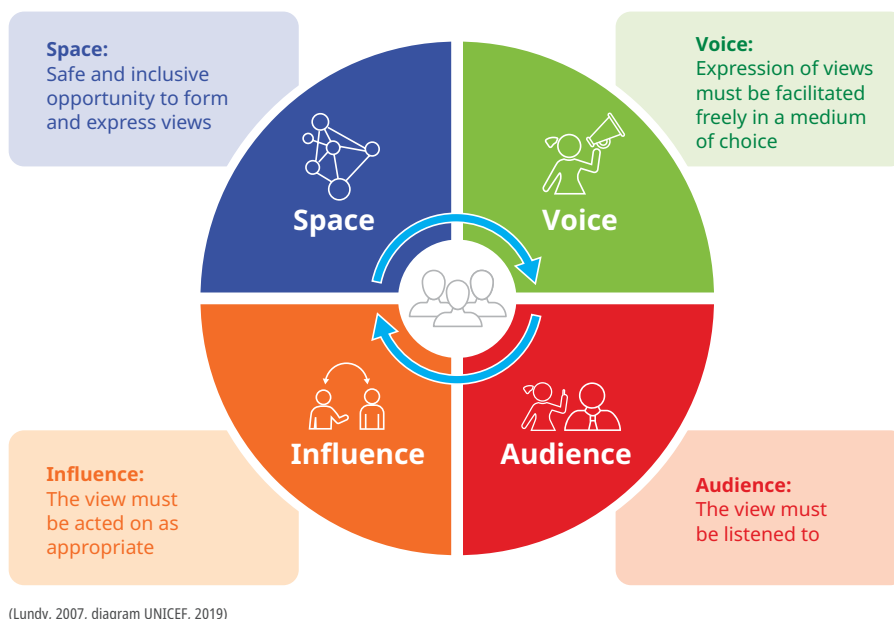 Space:
Safe and inclusive
opportunity to form
and express views
Voice:
Expression of views
must be facilitated
freely in a medium
of choice
Space
Voice
Influence
Audience
Influence:
The view must
be acted on as
appropriate
Audience:
The view must
be listened to
(Lundy, 2007, diagram UNICEF, 2019)